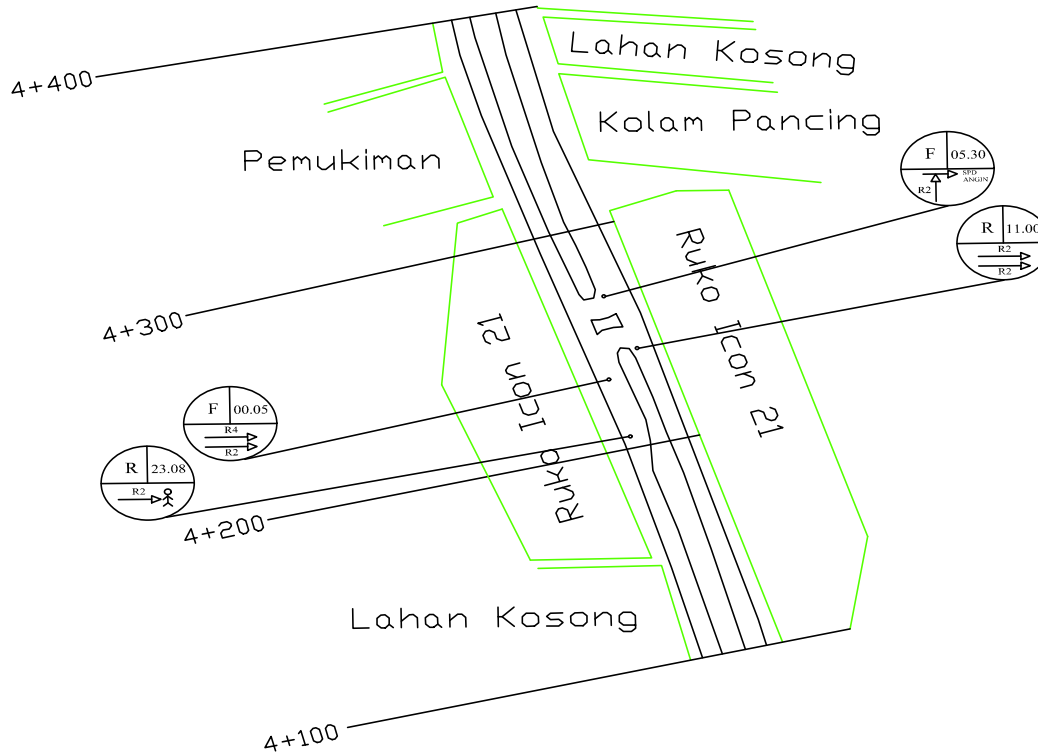 4+400
Lahan Kosong
Kolam Pancing
Pemukiman
F 05.30
SPD
ANGIN
R2
R 11.00
R2
R2
4+300
Ruko Icon 21
Ruko Icon 21
F 00.05
R4
R2
R 23.08
R2
4+200
Lahan Kosong
4+100